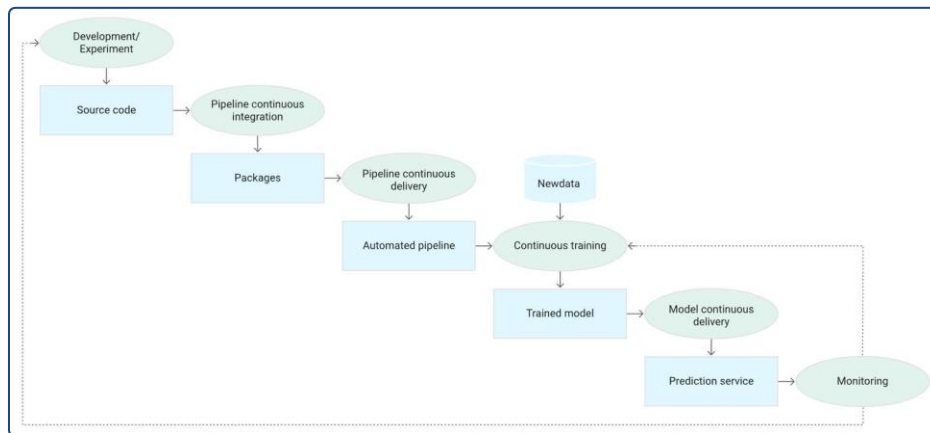 Development/
Experiment
Source code
Pipeline continuous
integration
Packages
Pipeline continuous
delivery
Newdata
Automated pipeline
Continuous training
Trained model
Model continuous
delivery
Prediction service
Monitoring